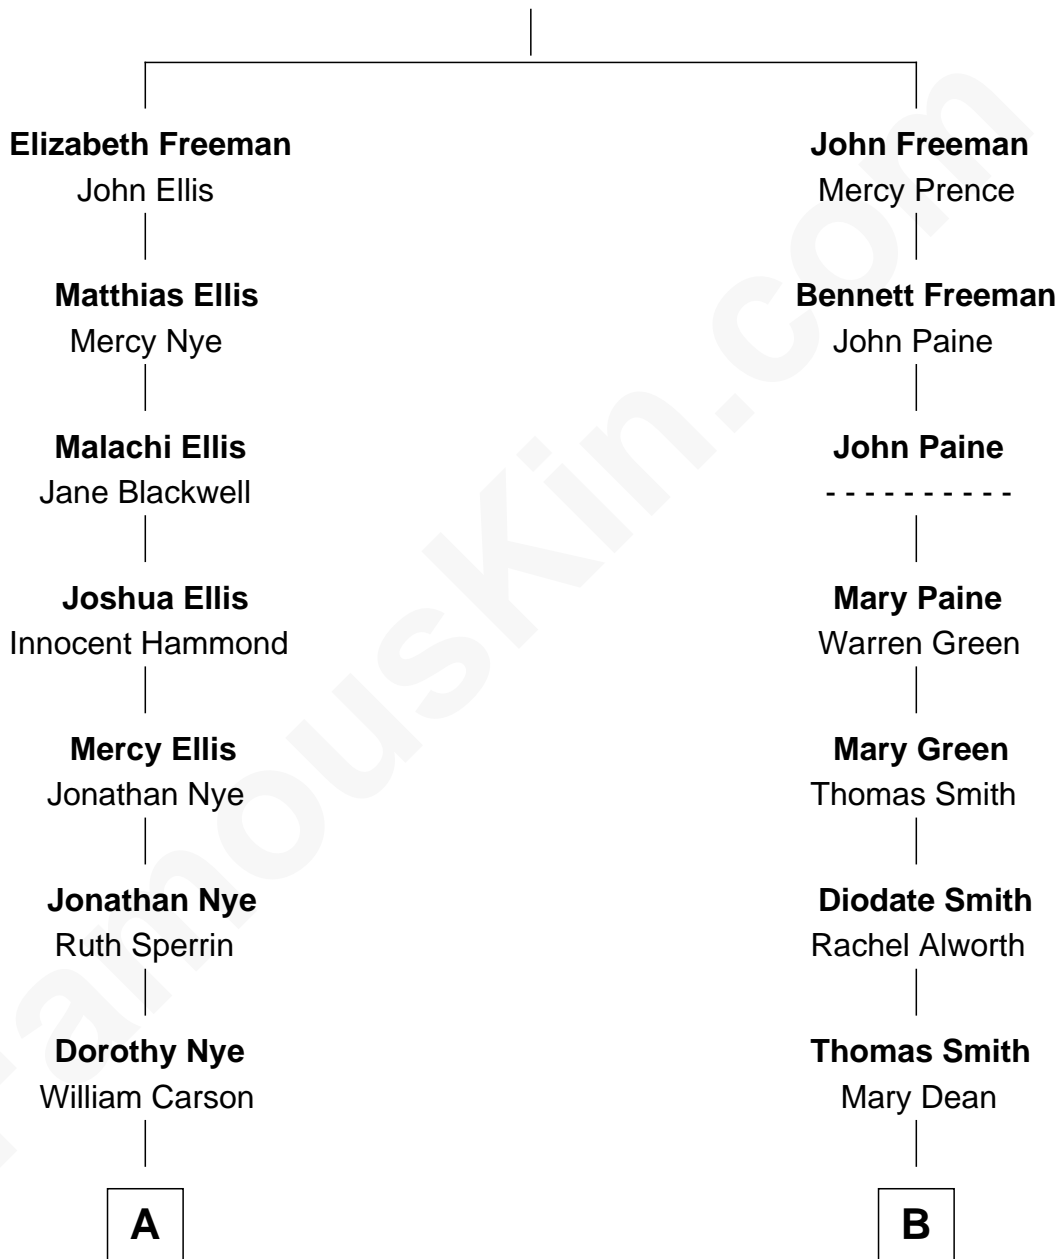 Elizabeth Freeman
John Ellis
Matthias Ellis
Mercy Nye
Malachi Ellis
Jane Blackwell
Joshua Ellis
Innocent Hammond
Mercy Ellis
Jonathan Nye
Jonathan Nye
Ruth Sperrin
Dorothy Nye
William Carson
A
John Freeman
Mercy Prence
Bennett Freeman
John Paine
John Paine
- - - - - - - - - -
Mary Paine
Warren Green
Mary Green
Thomas Smith
Diodate Smith
Rachel Alworth
Thomas Smith
Mary Dean
B
FamousKin.com